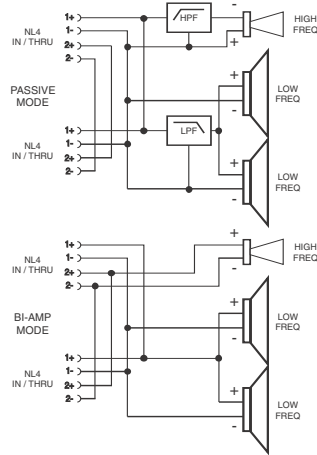 1+
NL4
IN / THRU
1-
2+
2-
HPF
-
+
HIGH
FREQ
PASSIVE
MODE
+
-
LOW
FREQ
NL4
IN / THRU
1+
1-
2+
2-
LPF
+
-
LOW
FREQ
NL4
IN / THRU
1+
1-
2+
2-
+
-
HIGH
FREQ
BI-AMP
MODE
+
-
LOW
FREQ
NL4
IN / THRU
1+
1-
2+
2-
+
-
LOW
FREQ